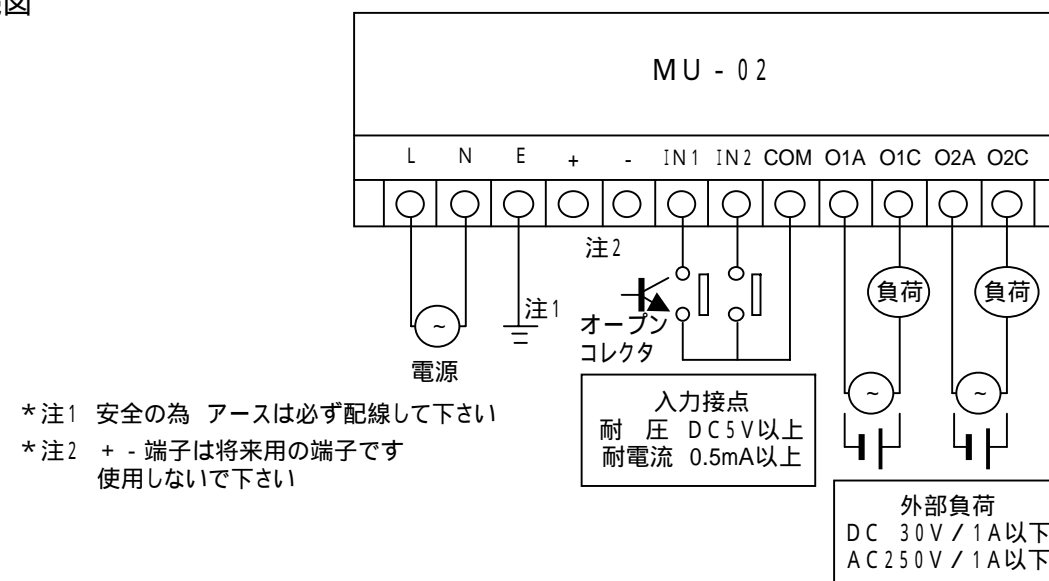 図
MU-02
L N E + - IN1 IN2 COM O1A O1C O2A O2C
注2
注1
オープン
コレクタ
負荷 負荷
~
電源
~ ~
*注1 安全の為 アースは必ず配線して下さい
*注2 + - 端子は将来用の端子です
使用しないで下さい
入力接点
耐 圧 DC5V以上
耐電流 0.5mA以上
外部負荷
DC 30V/1A以下
AC250V/1A以下